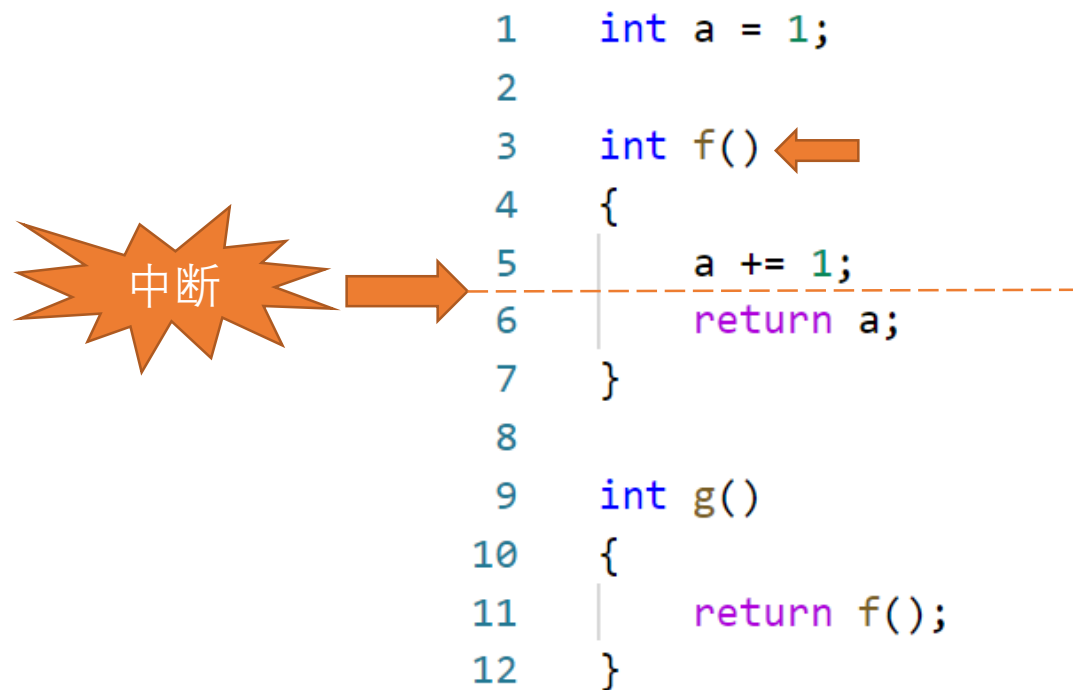 1 int a = 1;
2
3 int f()
4 {
中断
5 a += 1;
6 return a;
7 }
8
9 int g()
10 {
11 return f();
12 }